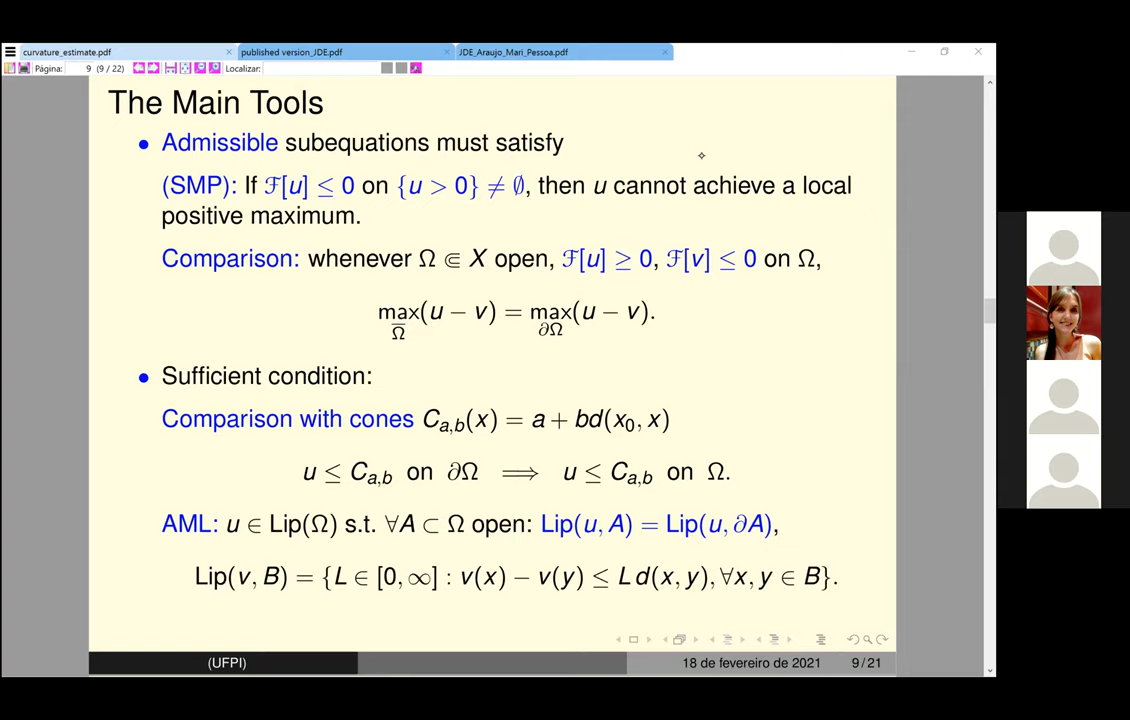 curvature_estimate.pdf
published version_JDE.pdf
JDE_Araujo_Mari_Pessoa.pdf
Página: 9 (9 / 22) Localizar:
The Main Tools
• Admissible subequations must satisfy
(SMP): If ℱ[u] ≤ 0 on {u > 0} ≠ ∅, then u cannot achieve a local
positive maximum.
Comparison: whenever Ω ⋐ X open, ℱ[u] ≥ 0, ℱ[v] ≤ 0 on Ω,
max(u − v) = max(u − v).
Ω̅ ∂Ω
• Sufficient condition:
Comparison with cones Cₐ,b(x) = a + bd(x₀, x)
u ≤ Cₐ,b on ∂Ω ⟹ u ≤ Cₐ,b on Ω.
AML: u ∈ Lip(Ω) s.t. ∀A ⊂ Ω open: Lip(u, A) = Lip(u, ∂A),
Lip(v, B) = {L ∈ [0, ∞] : v(x) − v(y) ≤ L d(x, y), ∀x, y ∈ B}.
(UFPI) 18 de fevereiro de 2021 9 / 21